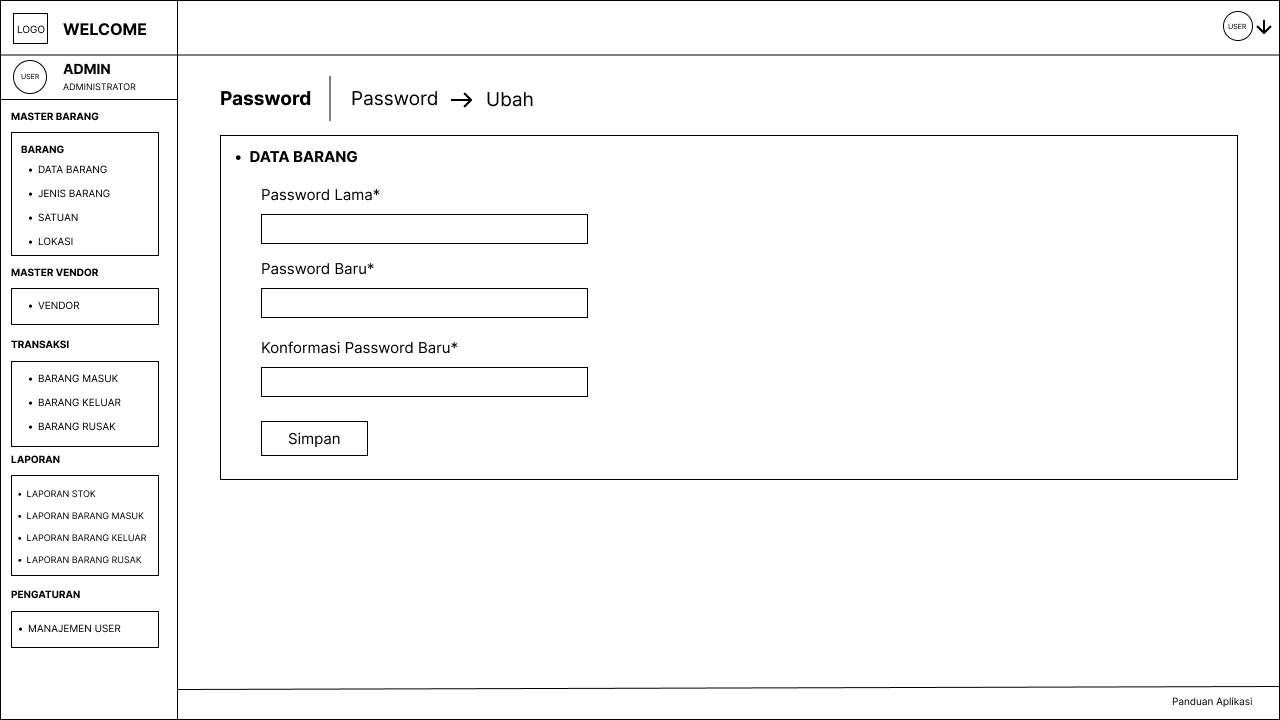 LOGO
WELCOME
USER
USER
ADMIN
ADMINISTRATOR
MASTER BARANG
BARANG
• DATA BARANG
• JENIS BARANG
• SATUAN
• LOKASI
MASTER VENDOR
• VENDOR
TRANSAKSI
• BARANG MASUK
• BARANG KELUAR
• BARANG RUSAK
LAPORAN
• LAPORAN STOK
• LAPORAN BARANG MASUK
• LAPORAN BARANG KELUAR
• LAPORAN BARANG RUSAK
PENGATURAN
• MANAJEMEN USER
Password Password → Ubah
• DATA BARANG
Password Lama*
Password Baru*
Konformasi Password Baru*
Simpan
Panduan Aplikasi